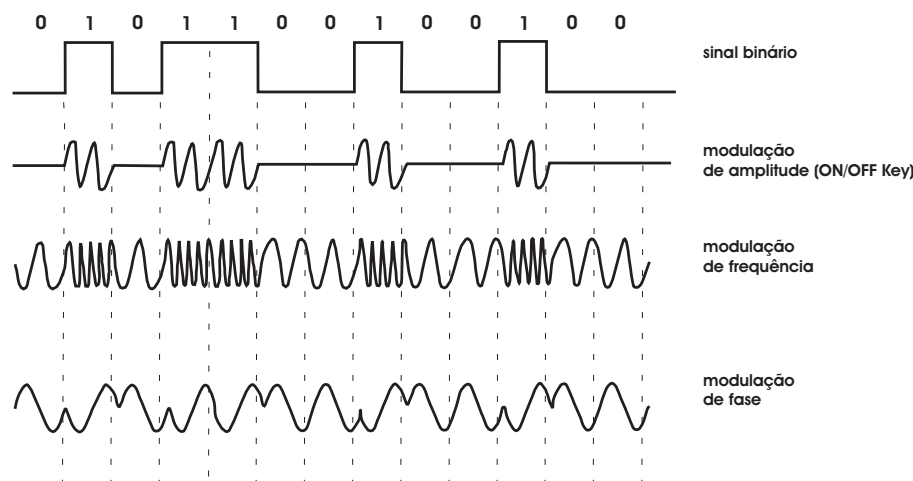 0 1 0 1 1 0 0 1 0 0 1 0 0
sinal binário
modulação
de amplitude (ON/OFF Key)
modulação
de frequência
modulação
de fase